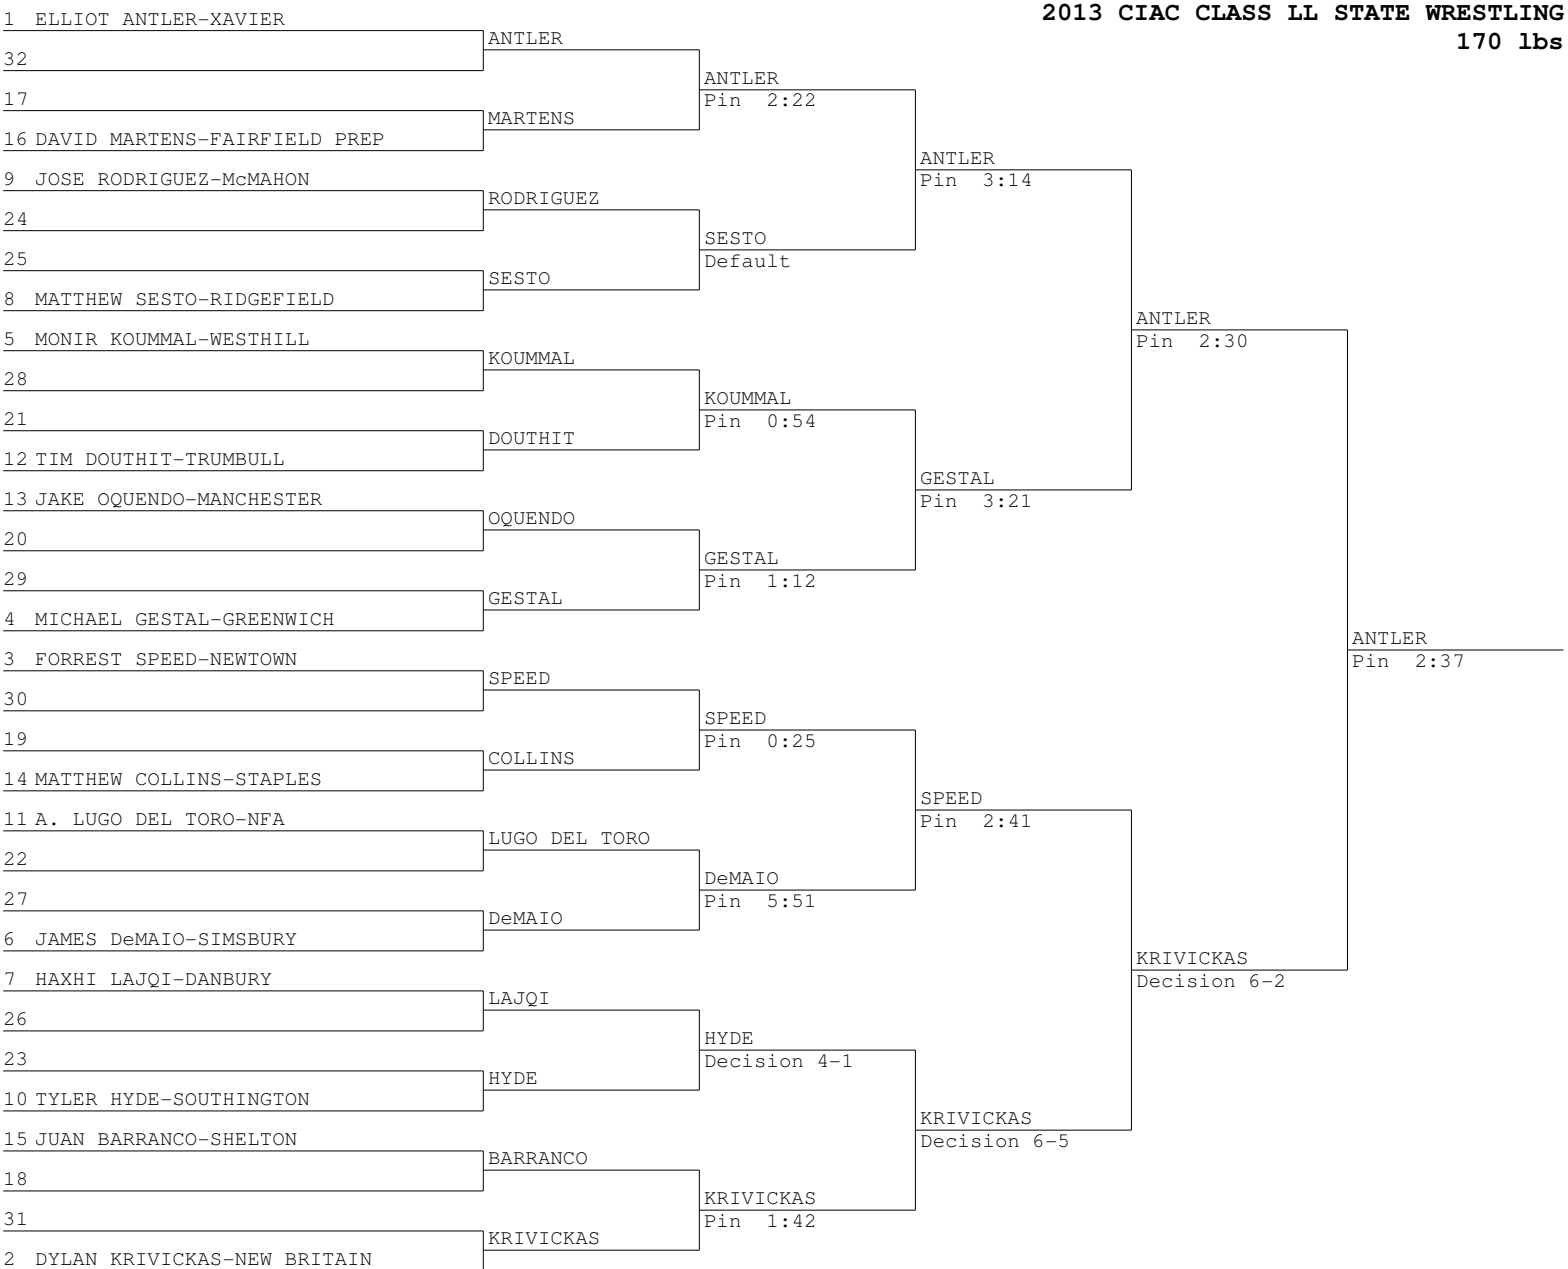 2013 CIAC CLASS LL STATE WRESTLING
170 lbs
1 ELLIOT ANTLER-XAVIER
32
17
16 DAVID MARTENS-FAIRFIELD PREP
9 JOSE RODRIGUEZ-McMAHON
24
25
8 MATTHEW SESTO-RIDGEFIELD
5 MONIR KOUMMAL-WESTHILL
28
21
12 TIM DOUTHIT-TRUMBULL
13 JAKE OQUENDO-MANCHESTER
20
29
4 MICHAEL GESTAL-GREENWICH
3 FORREST SPEED-NEWTOWN
30
19
14 MATTHEW COLLINS-STAPLES
11 A. LUGO DEL TORO-NFA
22
27
6 JAMES DeMAIO-SIMSBURY
7 HAXHI LAJQI-DANBURY
26
23
10 TYLER HYDE-SOUTHINGTON
15 JUAN BARRANCO-SHELTON
18
31
2 DYLAN KRIVICKAS-NEW BRITAIN
ANTLER
MARTENS
RODRIGUEZ
SESTO
KOUMMAL
DOUTHIT
OQUENDO
GESTAL
SPEED
COLLINS
LUGO DEL TORO
DeMAIO
LAJQI
HYDE
BARRANCO
KRIVICKAS
ANTLER
Pin 2:22
SESTO
Default
KOUMMAL
Pin 0:54
GESTAL
Pin 1:12
SPEED
Pin 0:25
DeMAIO
Pin 5:51
HYDE
Decision 4-1
KRIVICKAS
Pin 1:42
ANTLER
Pin 3:14
GESTAL
Pin 3:21
SPEED
Pin 2:41
KRIVICKAS
Decision 6-5
ANTLER
Pin 2:30
KRIVICKAS
Decision 6-2
ANTLER
Pin 2:37